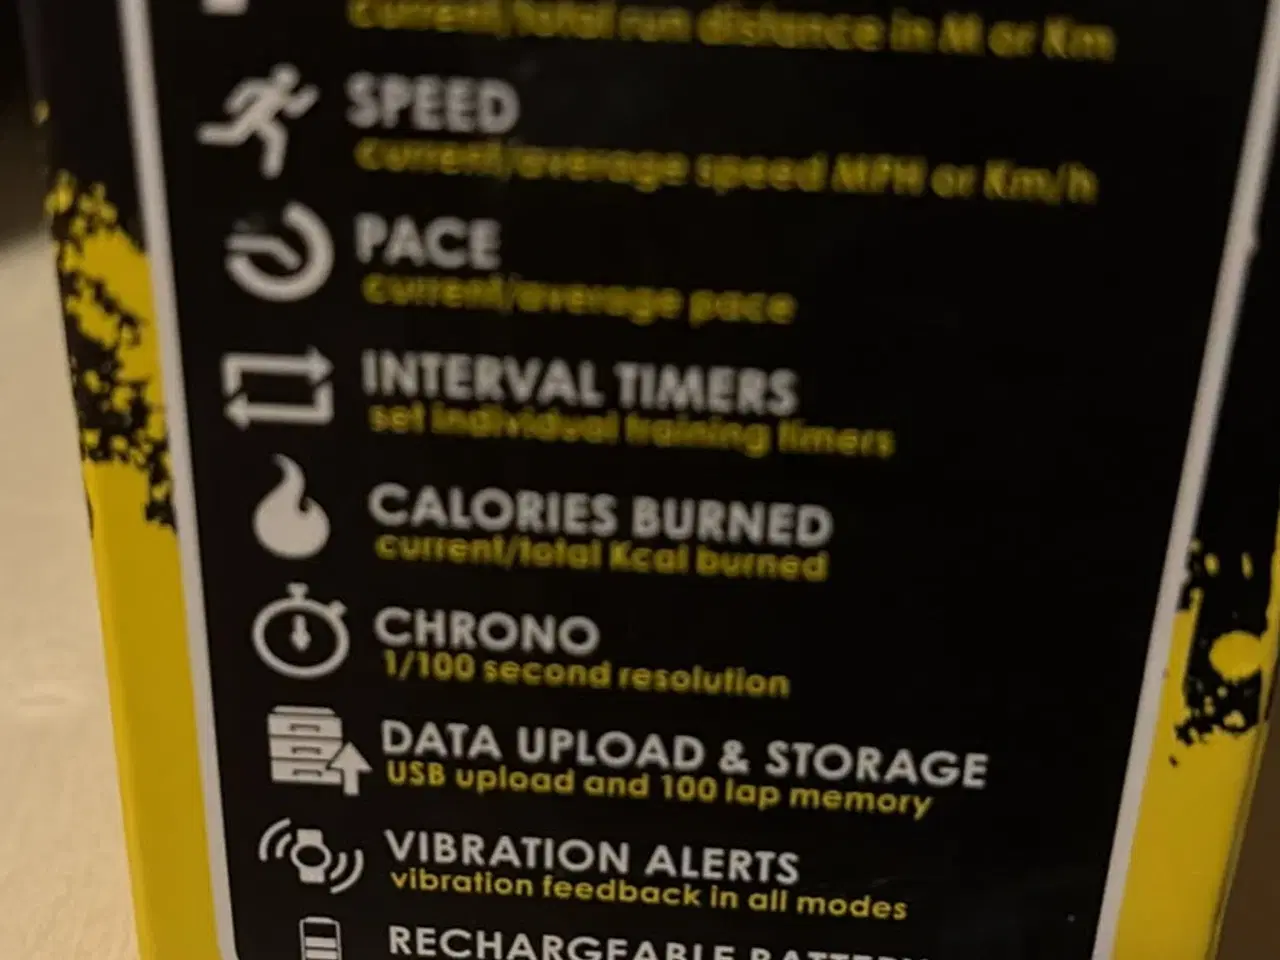 current/total run distance in M or Km
SPEED
current/average speed MPH or Km/h
PACE
current/average pace
INTERVAL TIMERS
set individual training timers
CALORIES BURNED
current/total Kcal burned
CHRONO
1/100 second resolution
DATA UPLOAD & STORAGE
USB upload and 100 lap memory
VIBRATION ALERTS
vibration feedback in all modes
RECHARGEABLE BATTERY